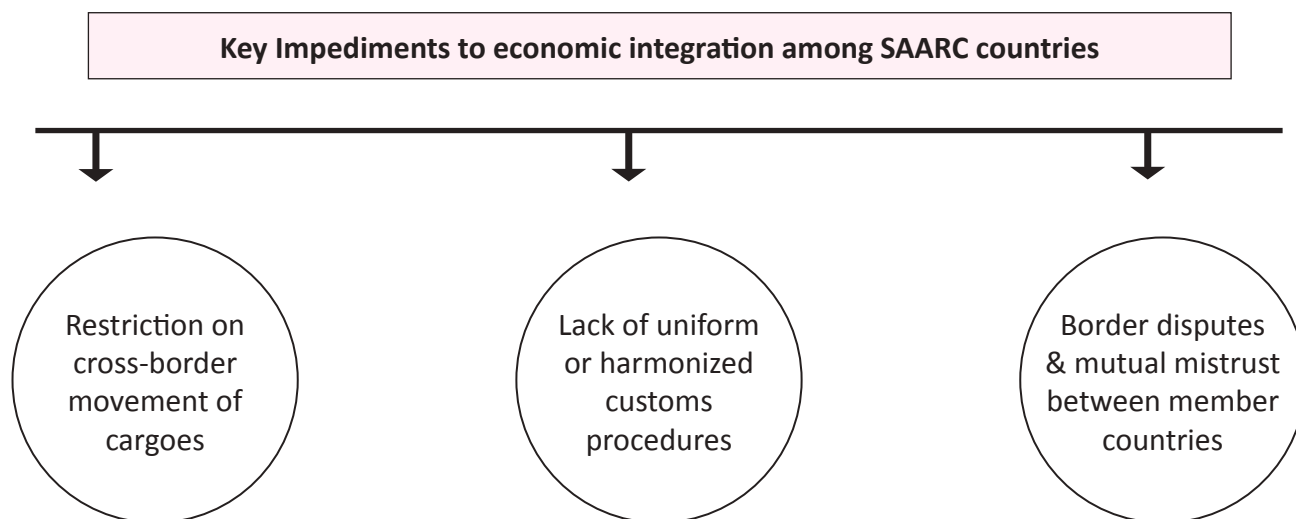 Key Impediments to economic integration among SAARC countries
Restriction on
cross-border
movement of
cargoes
Lack of uniform
or harmonized
customs
procedures
Border disputes
& mutual mistrust
between member
countries